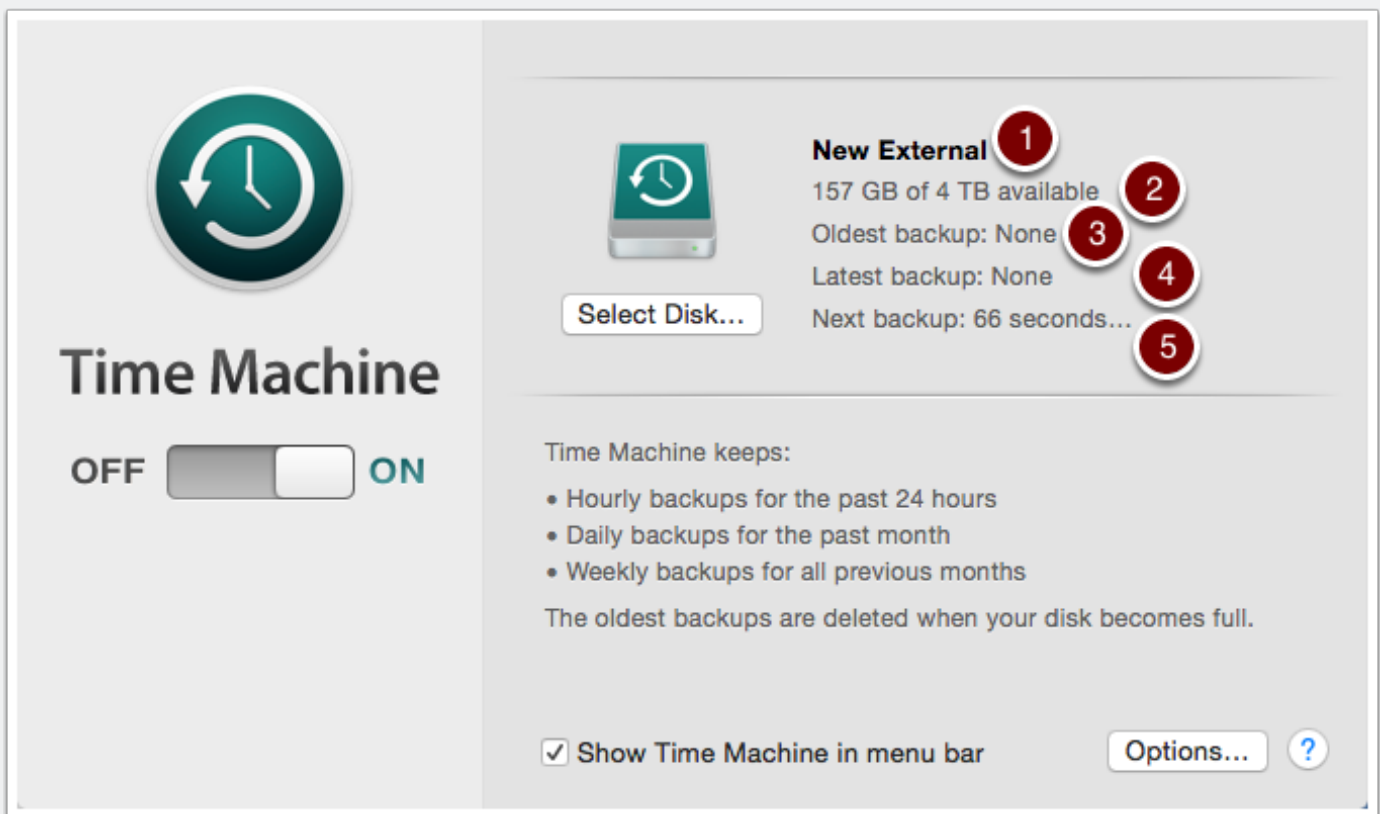 New External 1
157 GB of 4 TB available 2
Oldest backup: None 3
Latest backup: None 4
Select Disk...
Next backup: 66 seconds...
5
Time Machine
OFF ON
Time Machine keeps:
• Hourly backups for the past 24 hours
• Daily backups for the past month
• Weekly backups for all previous months
The oldest backups are deleted when your disk becomes full.
Show Time Machine in menu bar
Options...
?